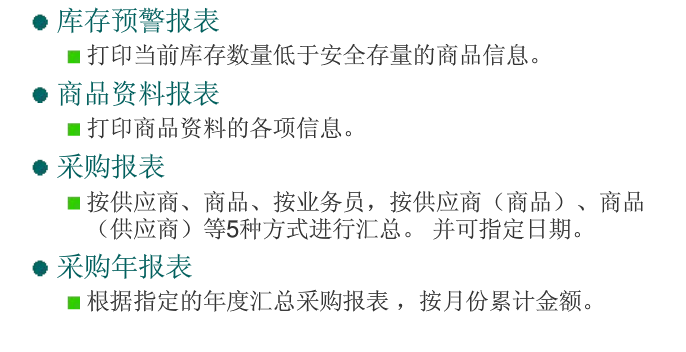 库存预警报表
打印当前库存数量低于安全存量的商品信息。
商品资料报表
打印商品资料的各项信息。
采购报表
按供应商、商品、按业务员，按供应商（商品）、商品
（供应商）等5种方式进行汇总。 并可指定日期。
采购年报表
根据指定的年度汇总采购报表 ，按月份累计金额。